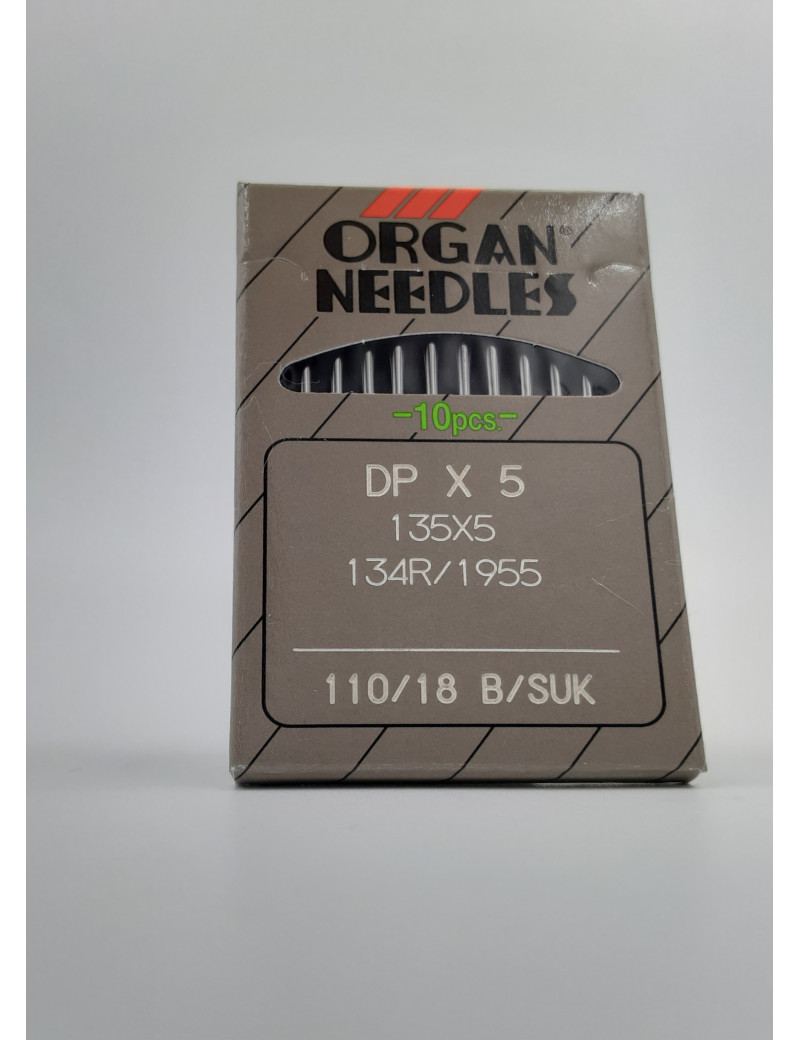 ORGAN®
NEEDLES
-10pcs.-
DP X 5
135X5
134R/1955
110/18 B/SUK